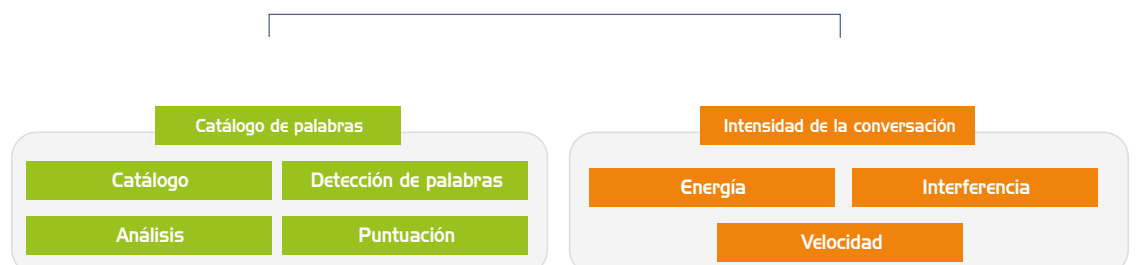 Catálogo de palabras
Catálogo
Detección de palabras
Análisis
Puntuación
Intensidad de la conversación
Energía
Interferencia
Velocidad